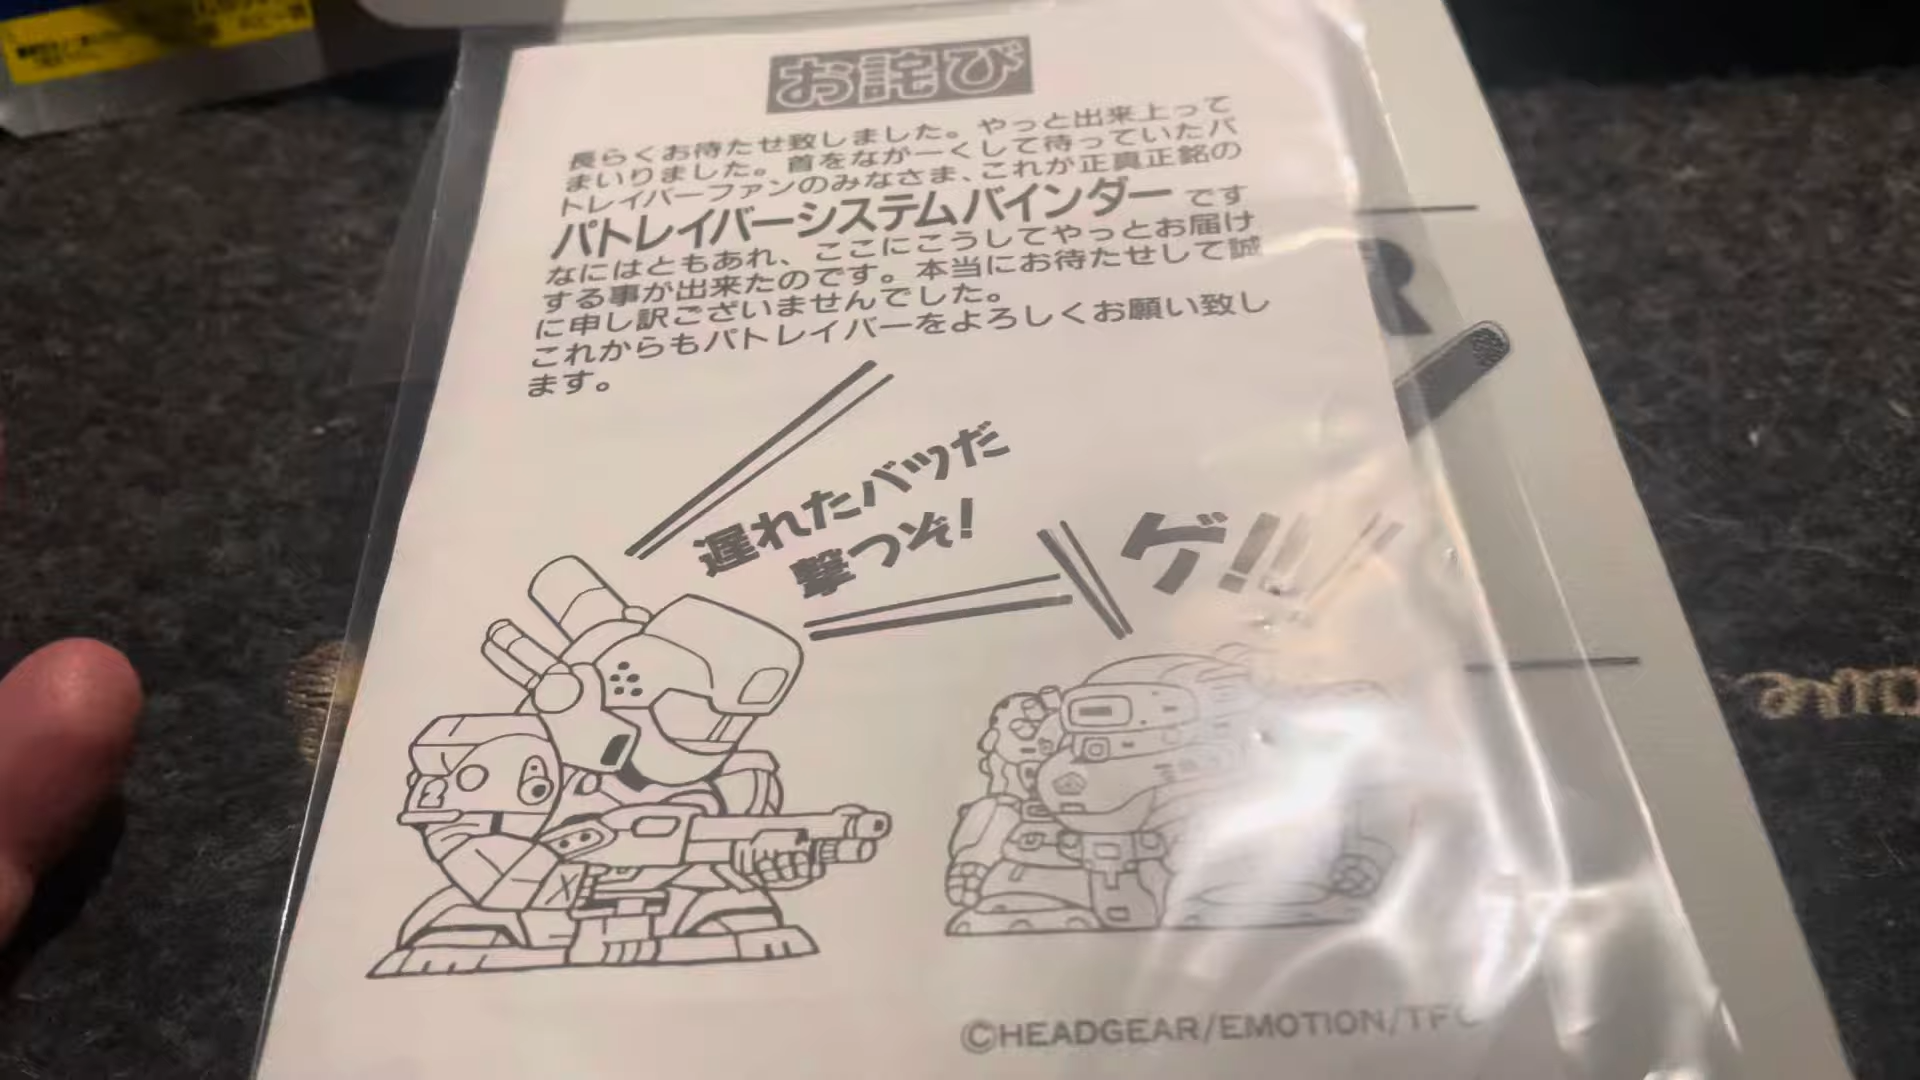 お詫び
長らくお待たせ致しました。やっと出来上って
まいりました。首をながーくして待っていたパ
トレイバーファンのみなさま、これが正真正銘の
パトレイバーシステムバインダーです
なにはともあれ、ここにこうしてやっとお届け
する事が出来たのです。本当にお待たせして誠
に申し訳ございませんでした。
これからもパトレイバーをよろしくお願い致し
ます。
遅れたバツだ
撃つぞ!
ゲ!!!
2
R
©HEADGEAR/EMOTION/TFC